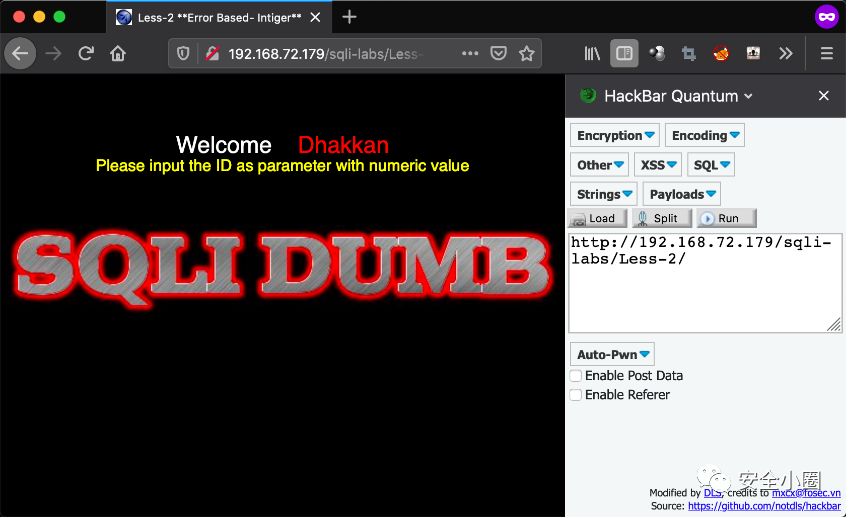 Less-2 **Error Based- Intiger**
192.168.72.179/sqli-labs/Less-
HackBar Quantum
Encryption Encoding
Other XSS SQL
Strings Payloads
Load Split Run
http://192.168.72.179/sqli-
labs/Less-2/
Auto-Pwn
Enable Post Data
Enable Referer
Welcome Dhakkan
Please input the ID as parameter with numeric value
SQLI DUMB
安全小圈
Modified by DLS, credits to mxcx@fosec.vn
Source: https://github.com/notdls/hackbar